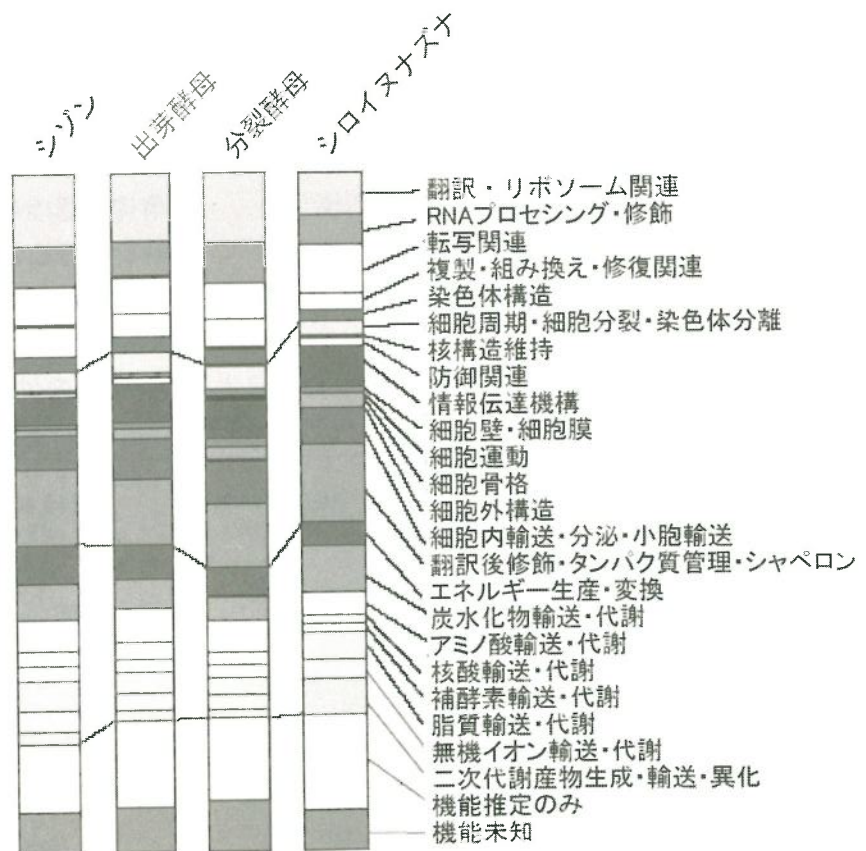 シゾン
出芽酵母
分裂酵母
シロイヌナズナ
翻訳・リボソーム関連
RNAプロセシング・修飾
転写関連
複製・組み換え・修復関連
染色体構造
細胞周期・細胞分裂・染色体分離
核構造維持
防御関連
情報伝達機構
細胞壁・細胞膜
細胞運動
細胞骨格
細胞外構造
細胞内輸送・分泌・小胞輸送
翻訳後修飾・タンパク質管理・シャペロン
エネルギー生産・変換
炭水化物輸送・代謝
アミノ酸輸送・代謝
核酸輸送・代謝
補酵素輸送・代謝
脂質輸送・代謝
無機イオン輸送・代謝
二次代謝産物生成・輸送・異化
機能推定のみ
機能未知